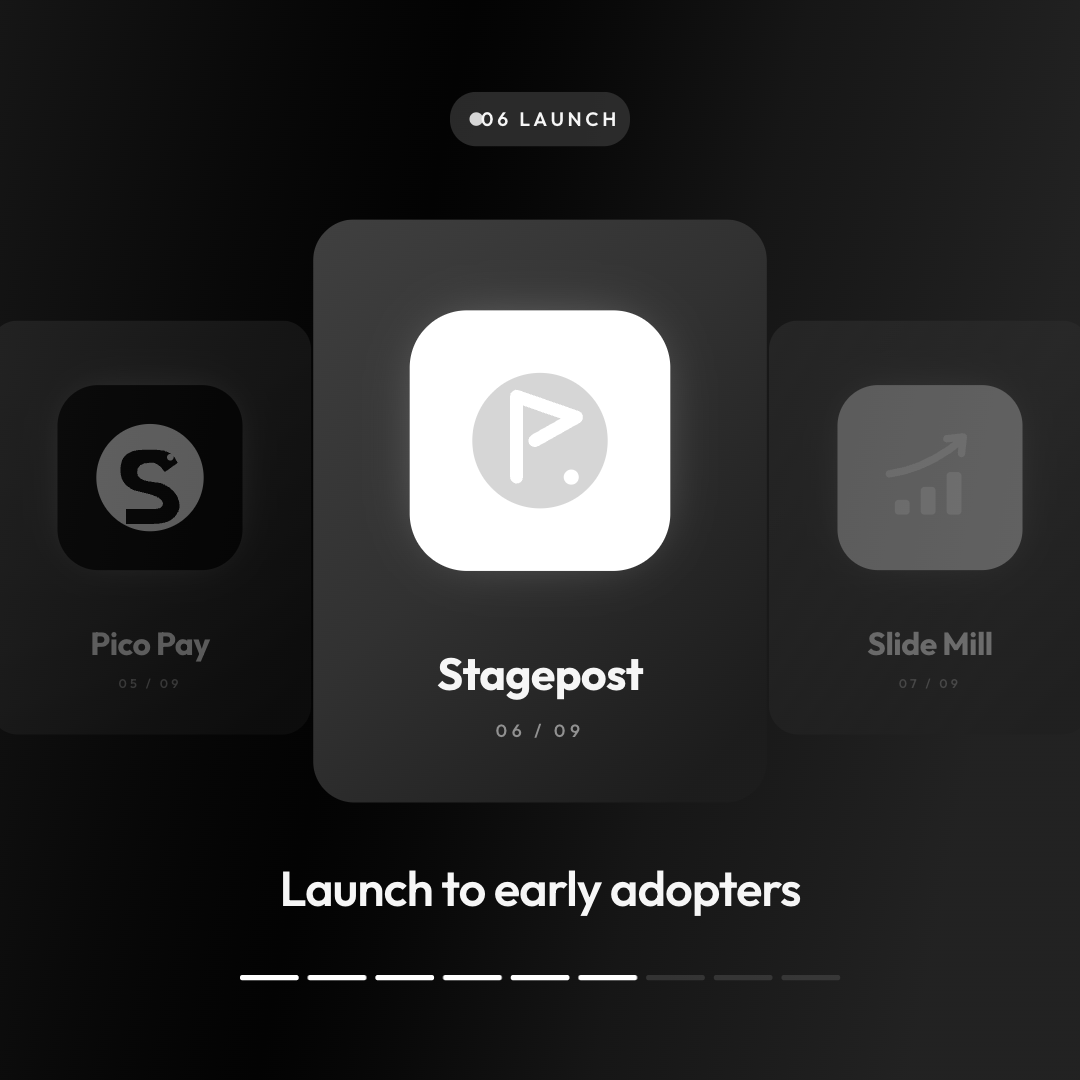 06 LAUNCH
Pico Pay
05 / 09
Stagepost
06 / 09
Slide Mill
07 / 09
Launch to early adopters